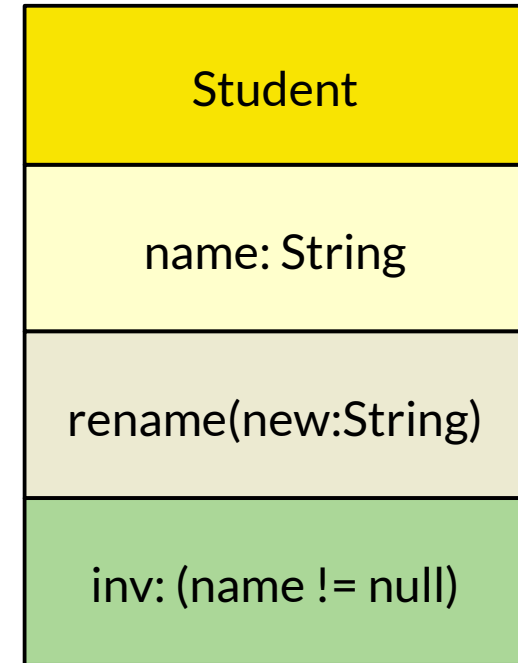 Student
name: String
rename(new:String)
inv: (name != null)